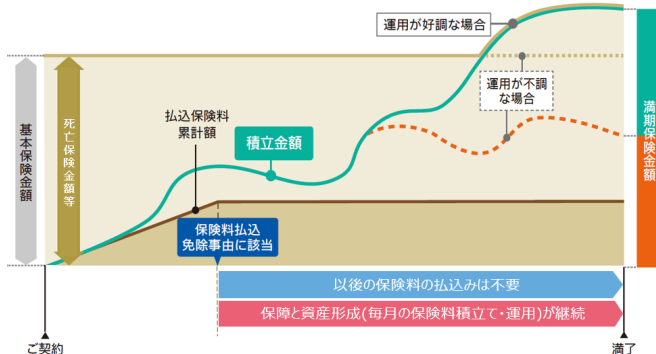 運用が好調な場合
運用が不調
な場合
払込保険料
累計額
積立金額
基本保険金額
死亡保険金額等
満期保険金額
保険料払込
免除事由に該当
以後の保険料の払込みは不要
保障と資産形成(毎月の保険料積立て・運用)が継続
ご契約
満了